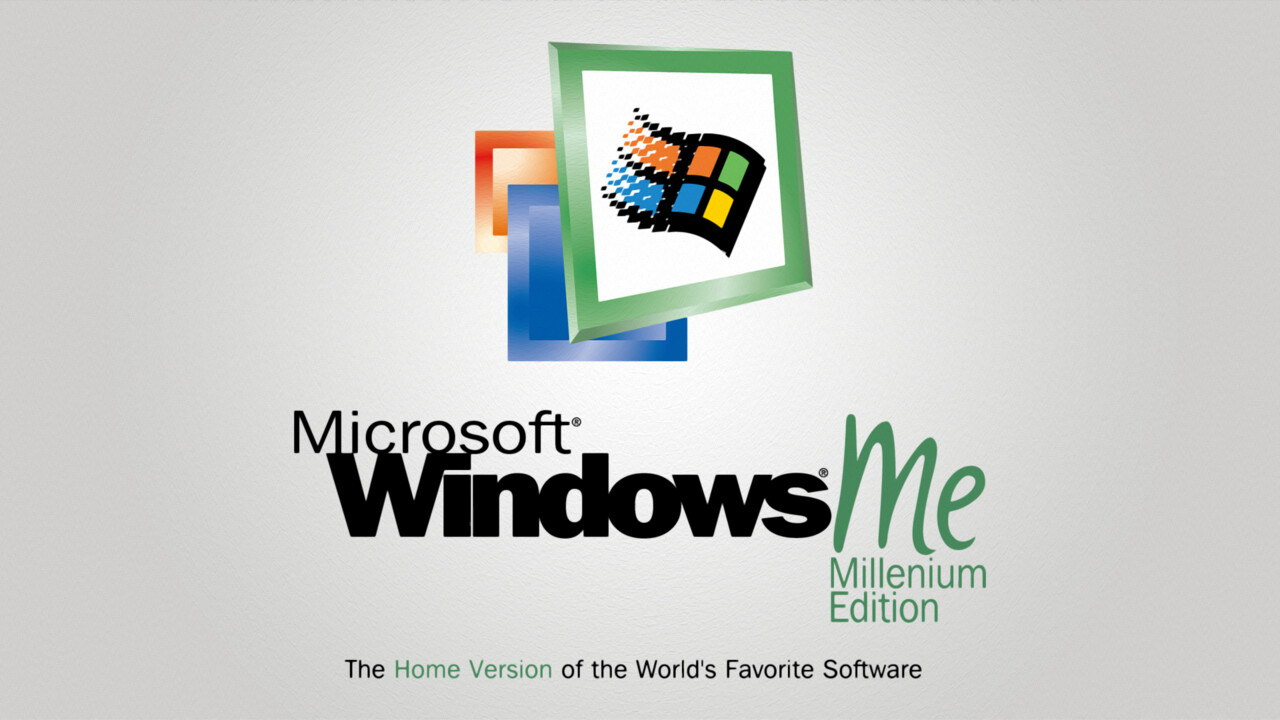 Microsoft®
Windows® Me
Millenium
Edition
The Home Version of the World's Favorite Software